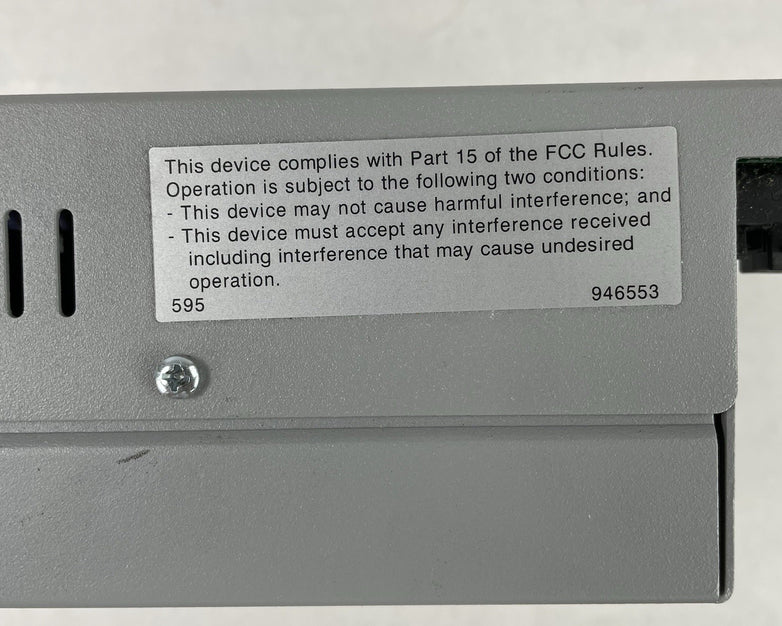 This device complies with Part 15 of the FCC Rules.
Operation is subject to the following two conditions:
- This device may not cause harmful interference; and
- This device must accept any interference received
including interference that may cause undesired
operation.
595 946553